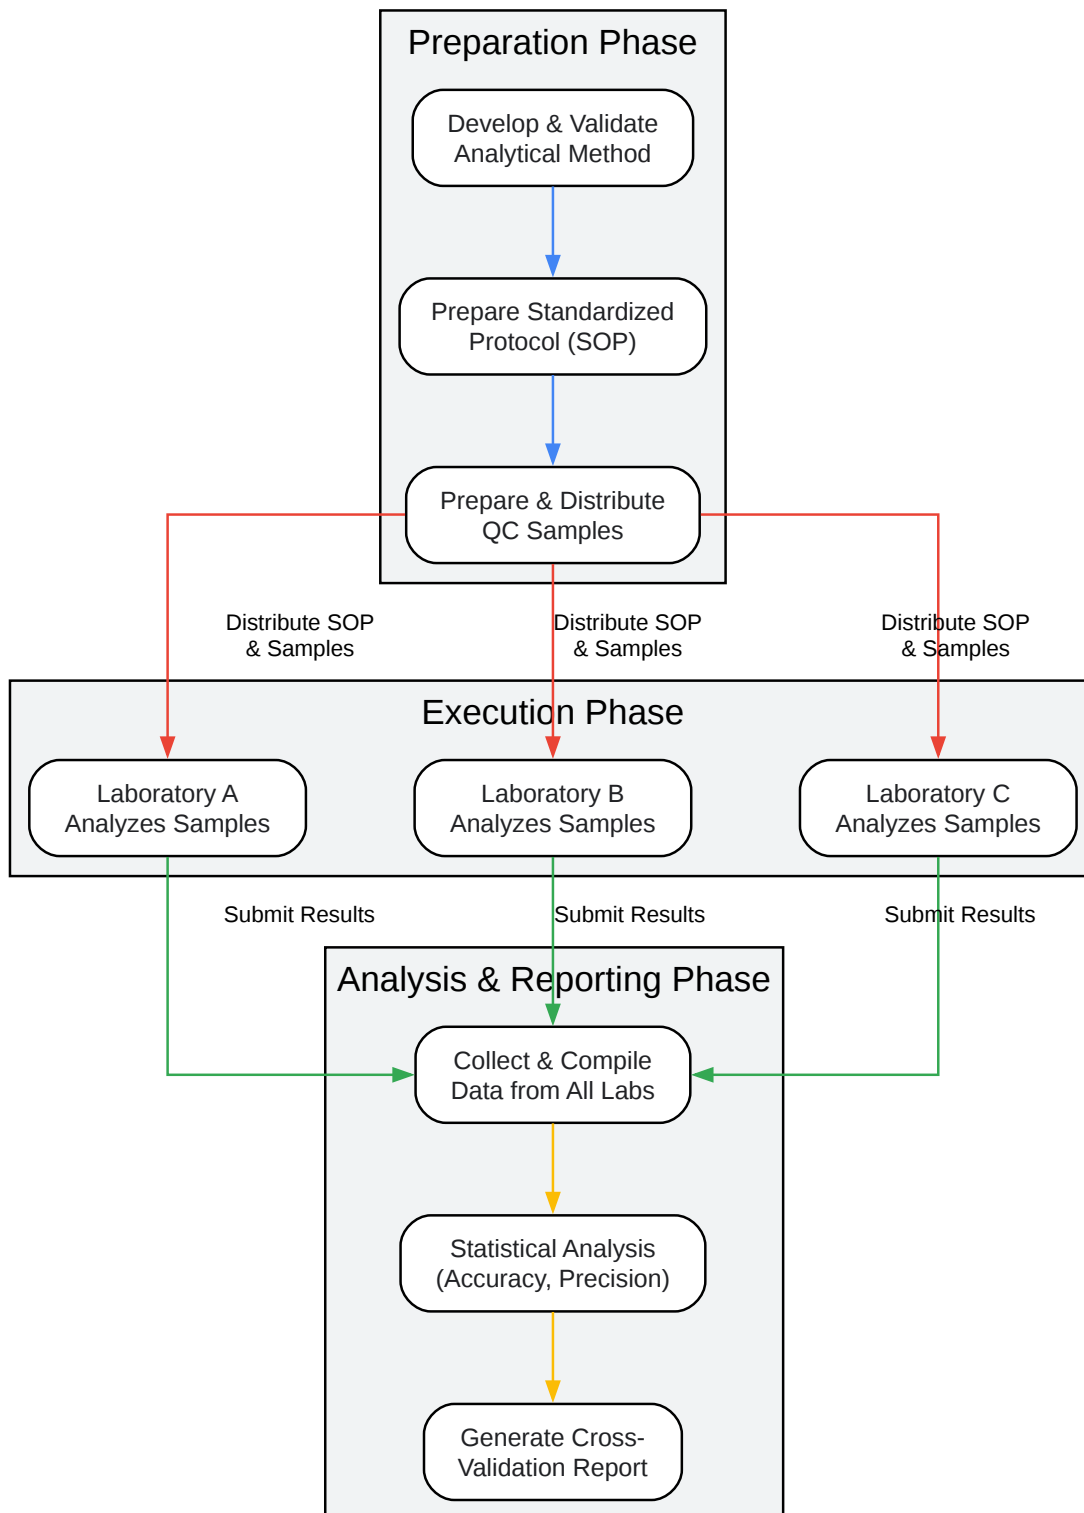 Preparation Phase
Develop & Validate
Analytical Method
Prepare Standardized
Protocol (SOP)
Prepare & Distribute
QC Samples
Distribute SOP
& Samples
Distribute SOP
& Samples
Distribute SOP
& Samples
Execution Phase
Laboratory A
Analyzes Samples
Laboratory B
Analyzes Samples
Laboratory C
Analyzes Samples
Submit Results
Submit Results
Submit Results
Analysis & Reporting Phase
Collect & Compile
Data from All Labs
Statistical Analysis
(Accuracy, Precision)
Generate Cross-
Validation Report